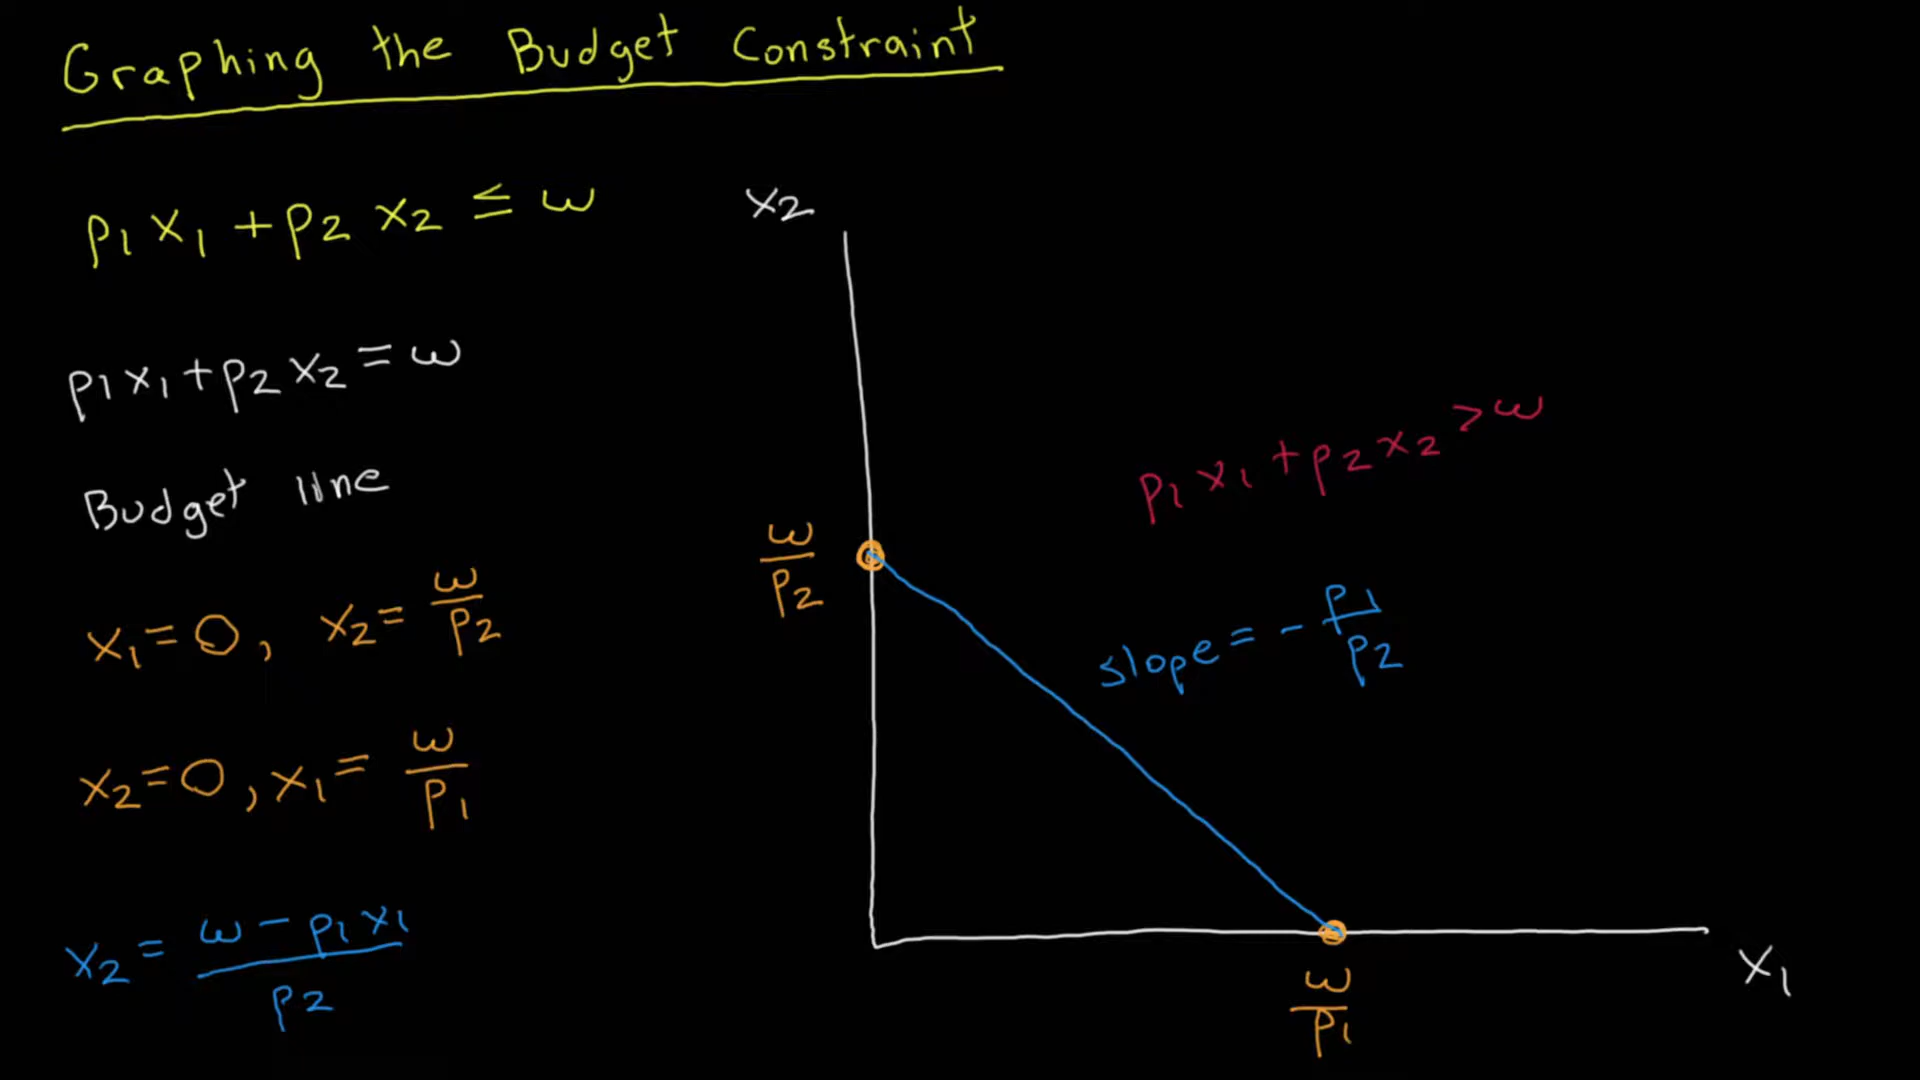 Graphing the Budget Constraint
p1 x1 + p2 x2 ≤ w
p1 x1 + p2 x2 = w
Budget line
x1 = 0, x2 = w/p2
x2 = 0, x1 = w/p1
x2 = (w - p1 x1)/p2
x2
p1 x1 + p2 x2 > w
w/p2
slope = - p1/p2
x1
w/p1